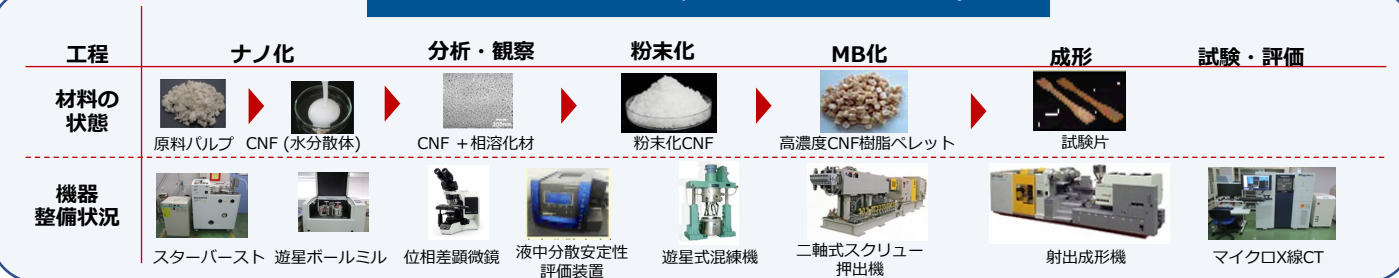 工程
ナノ化
分析・観察
粉末化
MB化
成形
試験・評価
材料の
状態
原料パルプ
CNF (水分散体)
CNF +相溶化材
粉末化CNF
高濃度CNF樹脂ペレット
試験片
200nm
機器
整備状況
スターバースト
遊星ボールミル
位相差顕微鏡
液中分散安定性
評価装置
遊星式混練機
二軸式スクリュー
押出機
射出成形機
マイクロX線CT